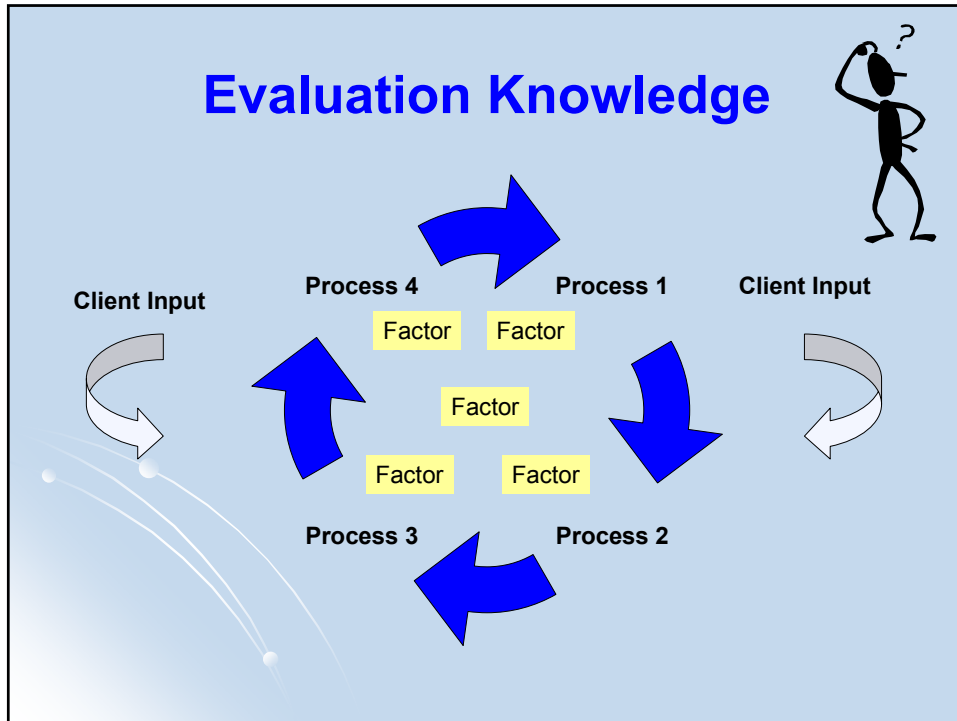 ?
Evaluation Knowledge
Client Input
Process 4
Process 1
Client Input
Factor
Factor
Factor
Factor
Factor
Process 3
Process 2